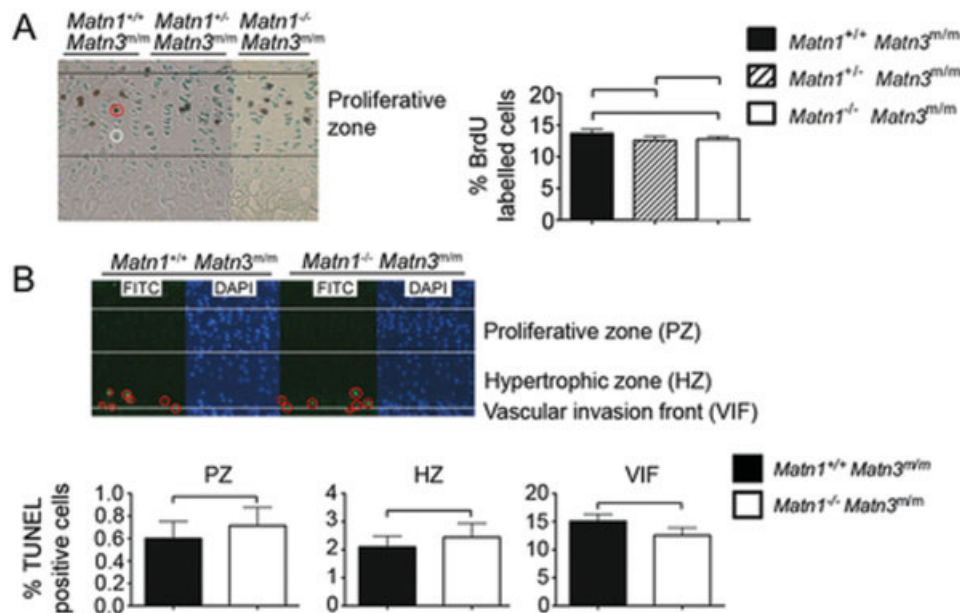 A
Matn1+/+ Matn1+/- Matn1-/-
Matn3m/m Matn3m/m Matn3m/m
Proliferative
zone
% BrdU
labelled cells
20
15
10
5
0
Matn1+/+ Matn3m/m
Matn1+/- Matn3m/m
Matn1-/- Matn3m/m
B
Matn1+/+ Matn3m/m Matn1-/- Matn3m/m
FITC DAPI FITC DAPI
Proliferative zone (PZ)
Hypertrophic zone (HZ)
Vascular invasion front (VIF)
Matn1+/+ Matn3m/m
Matn1-/- Matn3m/m
% TUNEL
positive cells
PZ
1.0
0.8
0.6
0.4
0.2
0.0
HZ
4
3
2
1
0
VIF
20
15
10
5
0